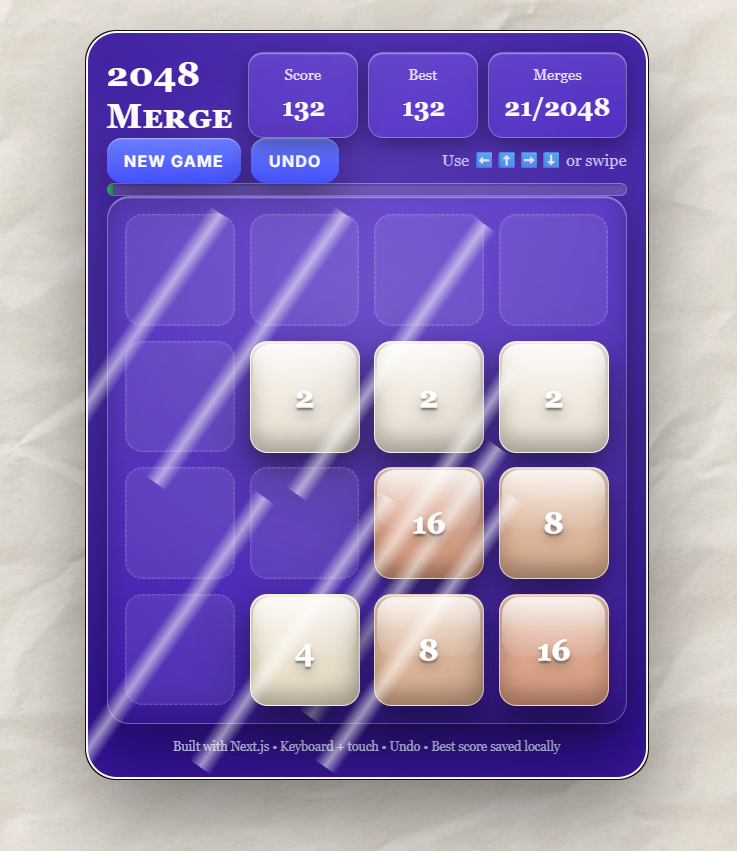 2048
Merge
Score
132
Best
132
Merges
21/2048
NEW GAME
UNDO
Use ⬅️ ⬆️ ➡️ ⬇️ or swipe
2 2 2
16 8
4 8 16
Built with Next.js • Keyboard + touch • Undo • Best score saved locally